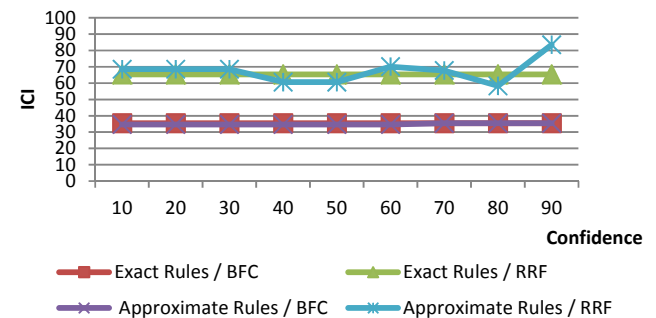 100
90
80
70
60
50
40
30
20
10
0
ICI
10 20 30 40 50 60 70 80 90
Confidence
Exact Rules / BFC Exact Rules / RRF
Approximate Rules / BFC Approximate Rules / RRF